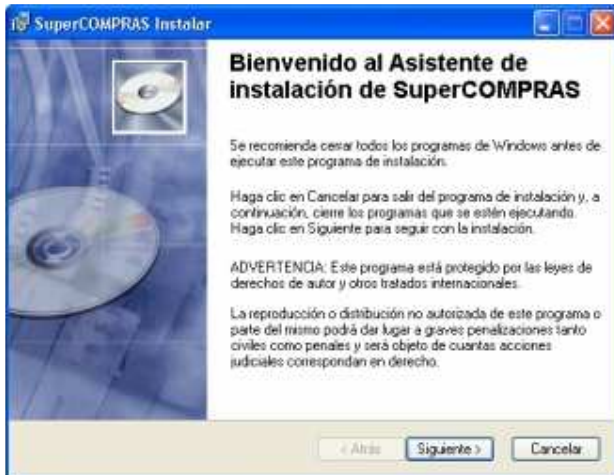 SuperCOMPRAS Instalar
Bienvenido al Asistente de
instalación de SuperCOMPRAS
Se recomienda cerrar todos los programas de Windows antes de
ejecutar este programa de instalación.
Haga clic en Cancelar para salir del programa de instalación y, a
continuación, cierre los programas que se estén ejecutando.
Haga clic en Siguiente para seguir con la instalación.
ADVERTENCIA: Este programa está protegido por las leyes de
derechos de autor y otros tratados internacionales.
La reproducción o distribución no autorizada de este programa o
parte del mismo podrá dar lugar a graves penalizaciones tanto
civiles como penales y será objeto de cuantas acciones
judiciales correspondan en derecho.
< Atrás Siguiente > Cancelar